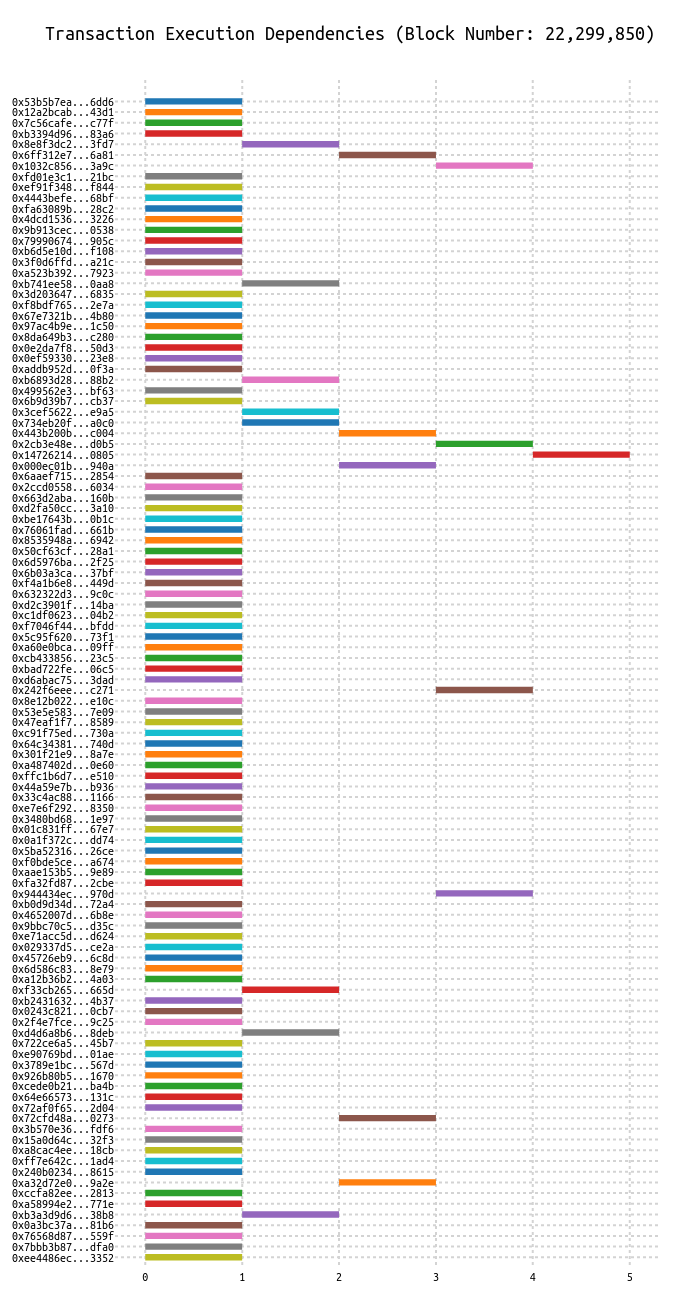 Transaction Execution Dependencies (Block Number: 22,299,850)
0x53b5b7ea...6dd6
0x12a2bcab...43d1
0x7c56cafe...c77f
0xb3394d96...83a6
0x8e8f3dc2...3fd7
0x6ff312e7...6a81
0x1032c856...3a9c
0xfd01e3c1...21bc
0xef91f348...f844
0x4443befe...68bf
0xfa63089b...28c2
0x4dcd1536...3226
0x9b913cec...0538
0x79990674...905c
0xb6d5e10d...f108
0x3f0d6ffd...a21c
0xa523b392...7923
0xb741ee58...0aa8
0x3d203647...6835
0xf8bdf765...2e7a
0x67e7321b...4b80
0x97ac4b9e...1c50
0x8da649b3...c280
0x0e2da7f8...50d3
0x0ef59330...23e8
0xaddb952d...0f3a
0xb6893d28...88b2
0x499562e3...bf63
0x6b9d39b7...cb37
0x3cef5622...e9a5
0x734eb20f...a0c0
0x443b200b...c004
0x2cb3e48e...d0b5
0x14726214...0805
0x000ec01b...940a
0x6aaef715...2854
0x2ccd0558...6034
0x663d2aba...160b
0xd2fa50cc...3a10
0xbe17643b...0b1c
0x76061fad...661b
0x8535948a...6942
0x50cf63cf...28a1
0x6d5976ba...2f25
0x6b03a3ca...37bf
0xf4a1b6e8...449d
0x632322d3...9c0c
0xd2c3901f...14ba
0xc1df0623...04b2
0xf7046f44...bfdd
0x5c95f620...73f1
0xa60e0bca...09ff
0xcb433856...23c5
0xbad722fe...06c5
0xd6abac75...3dad
0x242f6eee...c271
0x8e12b022...e10c
0x53e5e583...7e09
0x47eaf1f7...8589
0xc91f75ed...730a
0x64c34381...740d
0x301f21e9...8a7e
0xa487402d...0e60
0xffc1b6d7...e510
0x44a59e7b...b936
0x33c4ac88...1166
0xe7e6f292...8350
0x3480bd68...1e97
0x01c831ff...67e7
0x0a1f372c...dd74
0x5ba52316...26ce
0xf0bde5ce...a674
0xaae153b5...9e89
0xfa32fd87...2cbe
0x944434ec...970d
0xb0d9d34d...72a4
0x4652007d...6b8e
0x9bbc70c5...d35c
0xe71acc5d...d624
0x029337d5...ce2a
0x45726eb9...6c8d
0x6d586c83...8e79
0xa12b36b2...4a03
0xf33cb265...665d
0xb2431632...4b37
0x0243c821...0cb7
0x2f4e7fce...9c25
0xd4d6a8b6...8deb
0x722ce6a5...45b7
0xe90769bd...01ae
0x3789e1bc...567d
0x926b80b5...1670
0xcede0b21...ba4b
0x64e66573...131c
0x72af0f65...2d04
0x72cfd48a...0273
0x3b570e36...fdf6
0x15a0d64c...32f3
0xa8cac4ee...18cb
0xff7e642c...1ad4
0x240b0234...8615
0xa32d72e0...9a2e
0xccfa82ee...2813
0xa58994e2...771e
0xb3a3d9d6...38b8
0x0a3bc37a...81b6
0x76568d87...559f
0x7bbb3b87...dfa0
0xee4486ec...3352
0 1 2 3 4 5